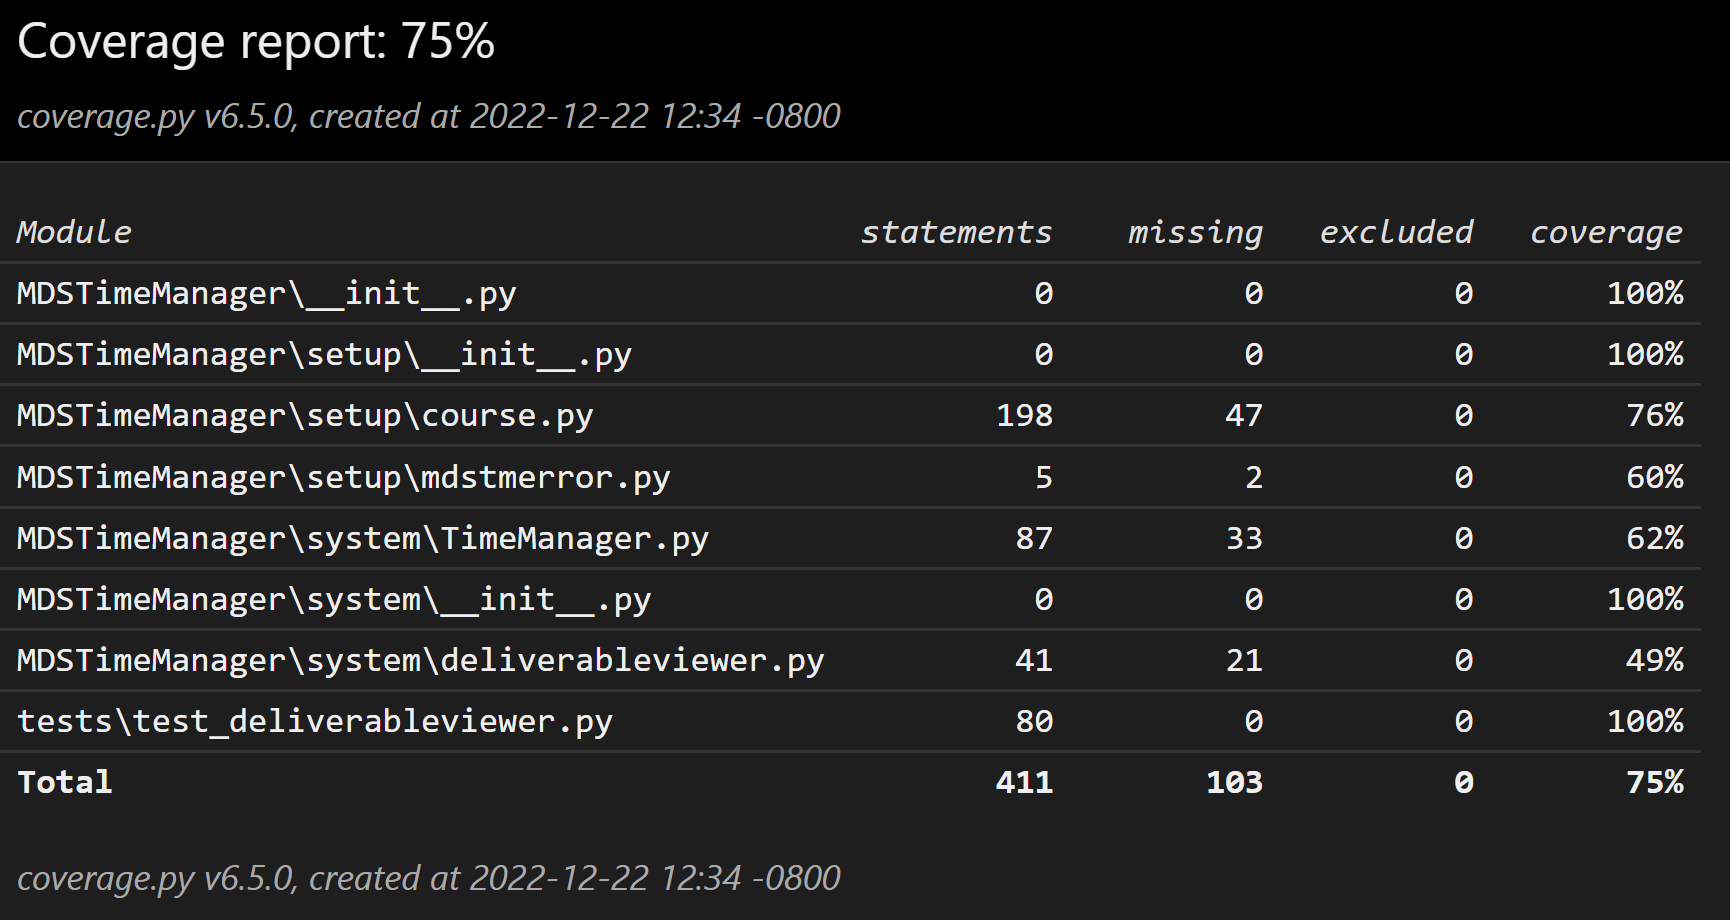 Coverage report: 75%
coverage.py v6.5.0, created at 2022-12-22 12:34 -0800
Module statements missing excluded coverage
MDSTimeManager\__init__.py 0 0 0 100%
MDSTimeManager\setup\__init__.py 0 0 0 100%
MDSTimeManager\setup\course.py 198 47 0 76%
MDSTimeManager\setup\mdstmerror.py 5 2 0 60%
MDSTimeManager\system\TimeManager.py 87 33 0 62%
MDSTimeManager\system\__init__.py 0 0 0 100%
MDSTimeManager\system\deliverableviewer.py 41 21 0 49%
tests\test_deliverableviewer.py 80 0 0 100%
Total 411 103 0 75%
coverage.py v6.5.0, created at 2022-12-22 12:34 -0800